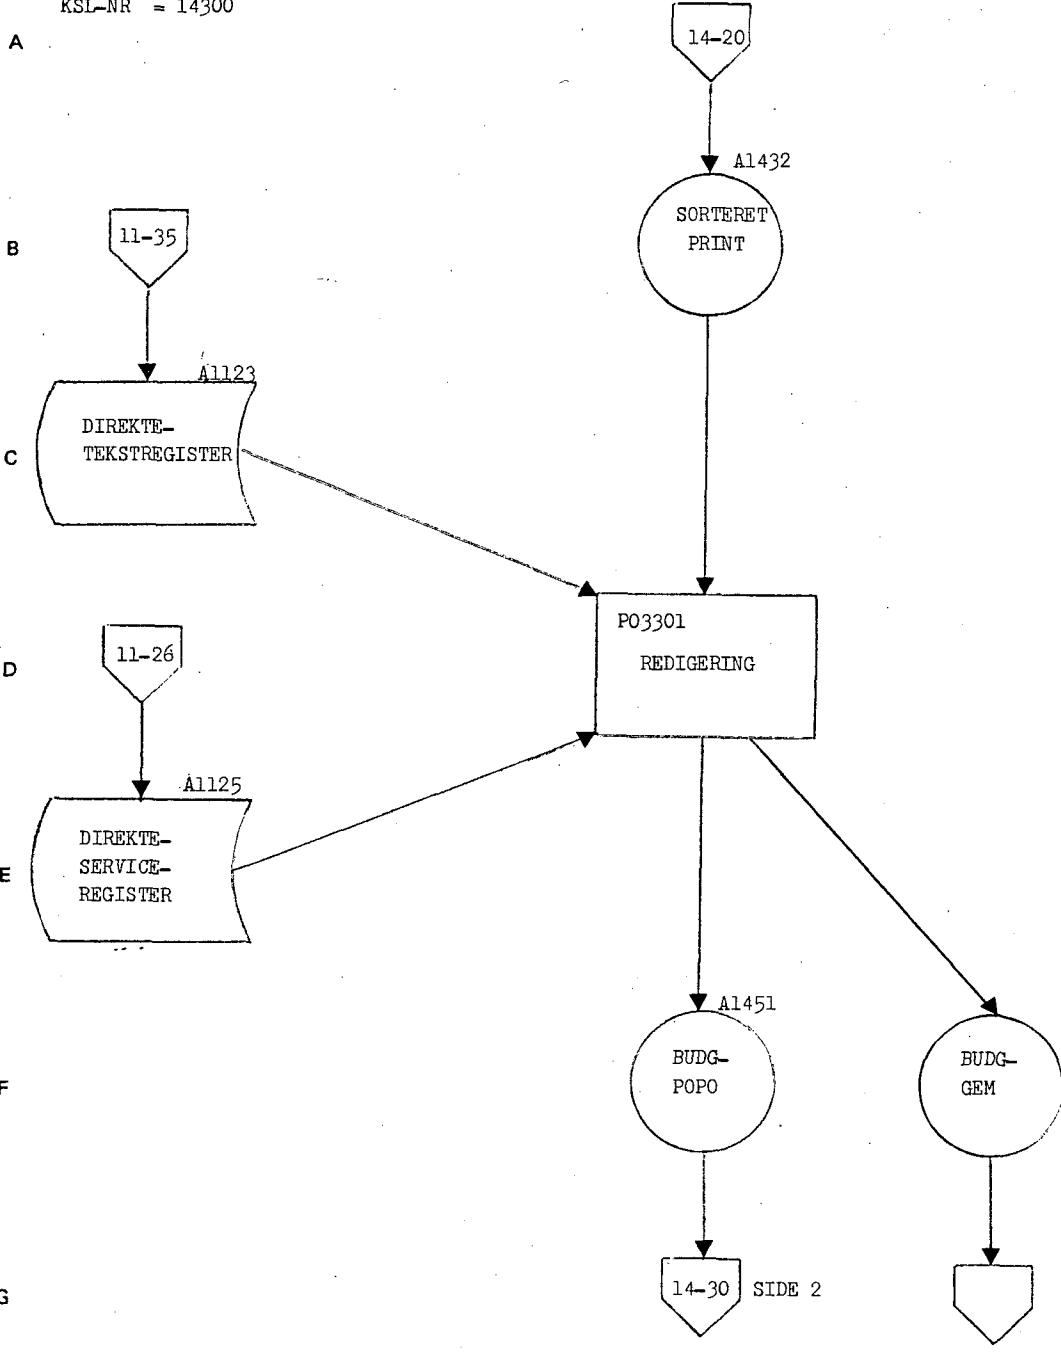 KSL-NR = 14300
A
14-20
A1432
SORTERET
PRINT
B
11-35
A1123
DIREKTE-
TEKSTREGISTER
C
PO3301
REDIGERING
D
11-26
A1125
DIREKTE-
SERVICE-
REGISTER
E
A1451
BUDG-
POPO
BUDG-
GEM
F
14-30 SIDE 2
G